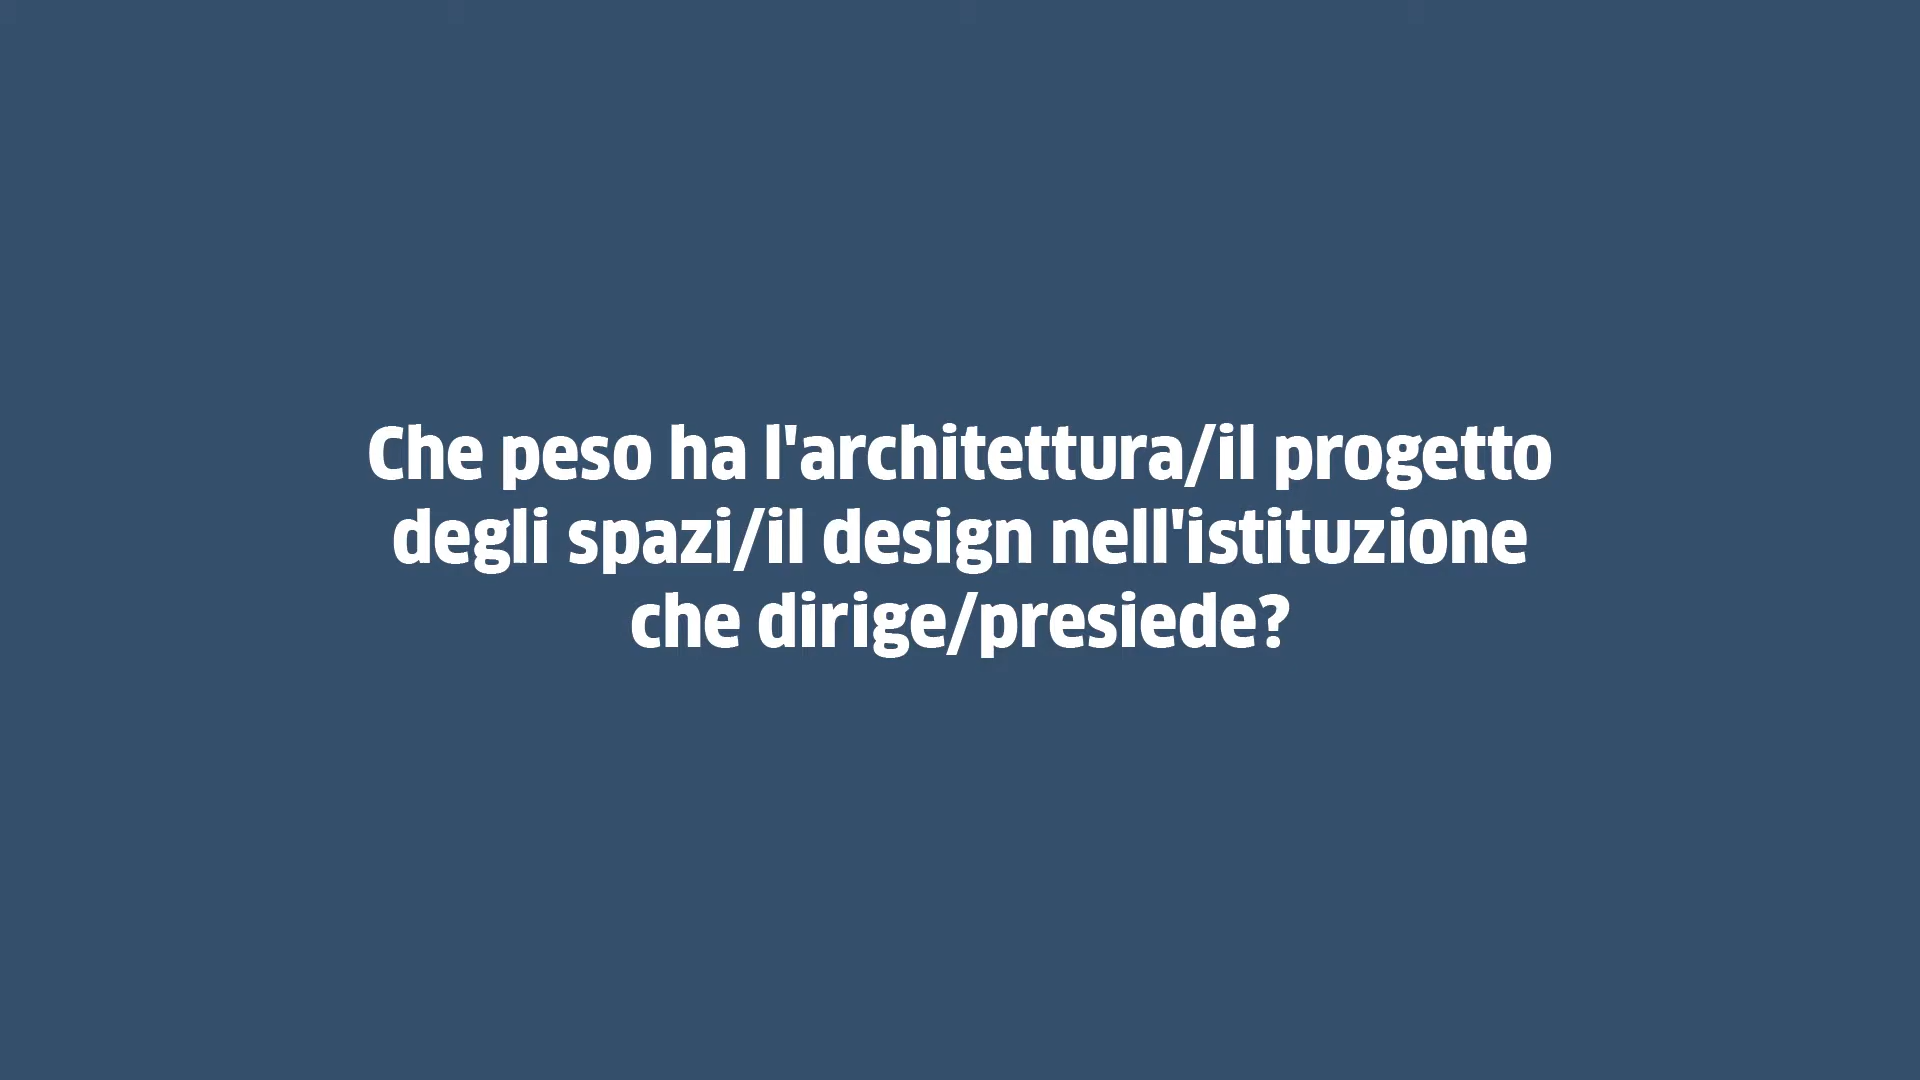 Che peso ha l'architettura/il progetto
degli spazi/il design nell'istituzione
che dirige/presiede?